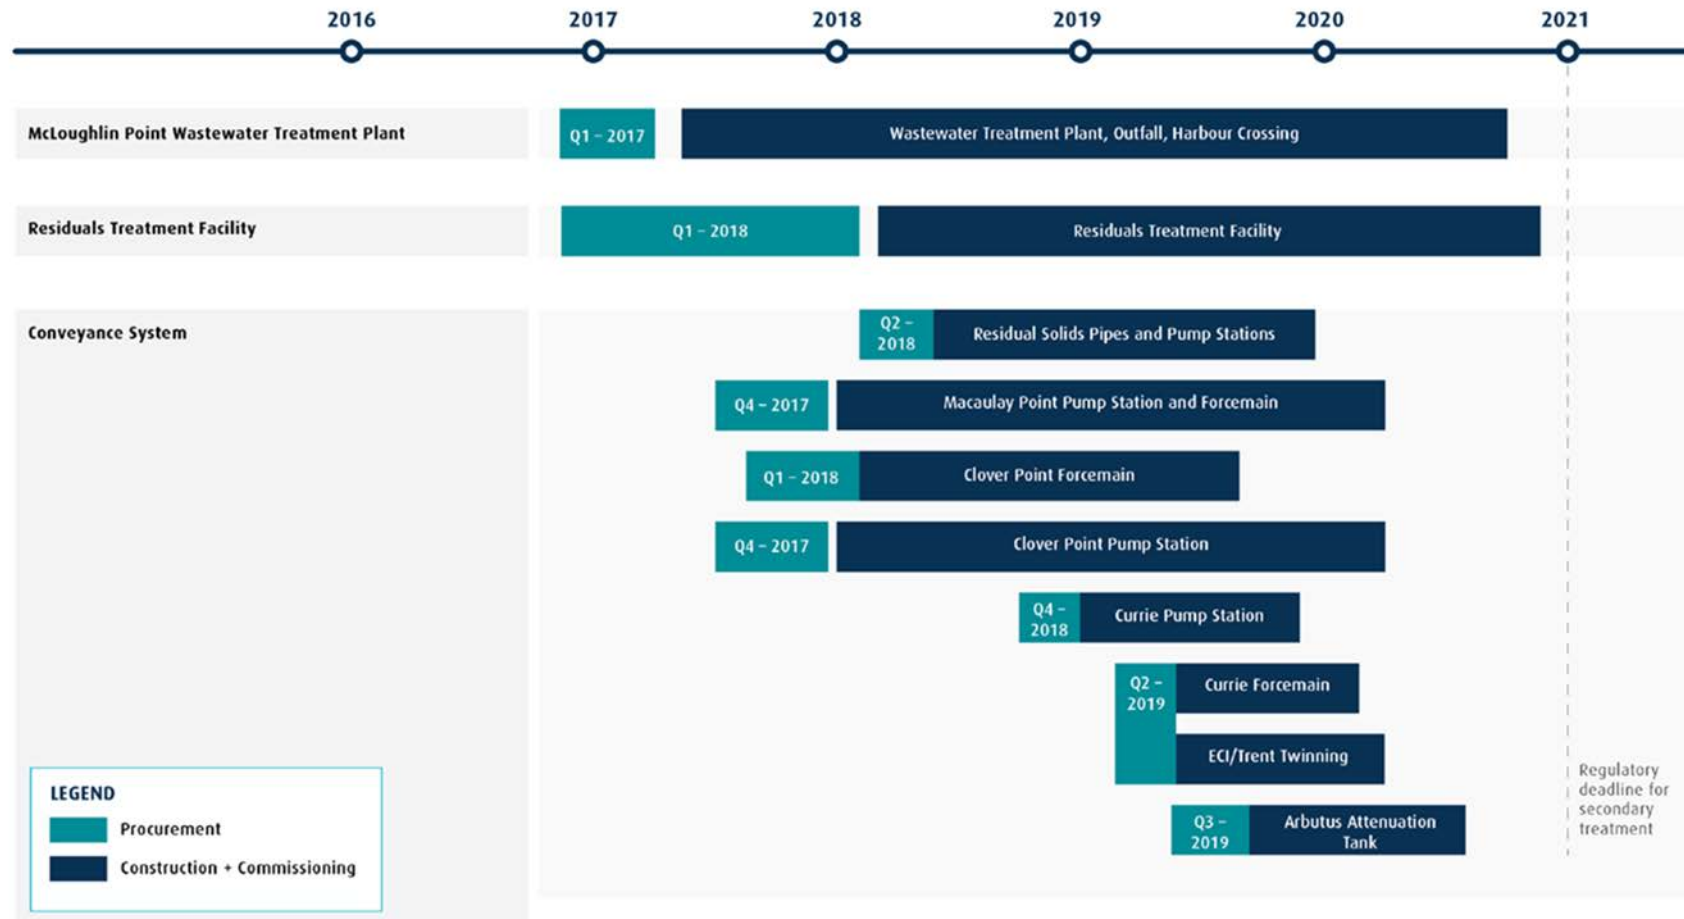 2016 2017 2018 2019 2020 2021
McLoughlin Point Wastewater Treatment Plant
Q1 – 2017
Wastewater Treatment Plant, Outfall, Harbour Crossing
Residuals Treatment Facility
Q1 – 2018
Residuals Treatment Facility
Conveyance System
Q2 –
2018
Residual Solids Pipes and Pump Stations
Q4 – 2017
Macaulay Point Pump Station and Forcemain
Q1 – 2018
Clover Point Forcemain
Q4 – 2017
Clover Point Pump Station
Q4 –
2018
Currie Pump Station
Q2 –
2019
Currie Forcemain
ECI/Trent Twinning
Q3 –
2019
Arbutus Attenuation
Tank
Regulatory
deadline for
secondary
treatment
LEGEND
Procurement
Construction + Commissioning